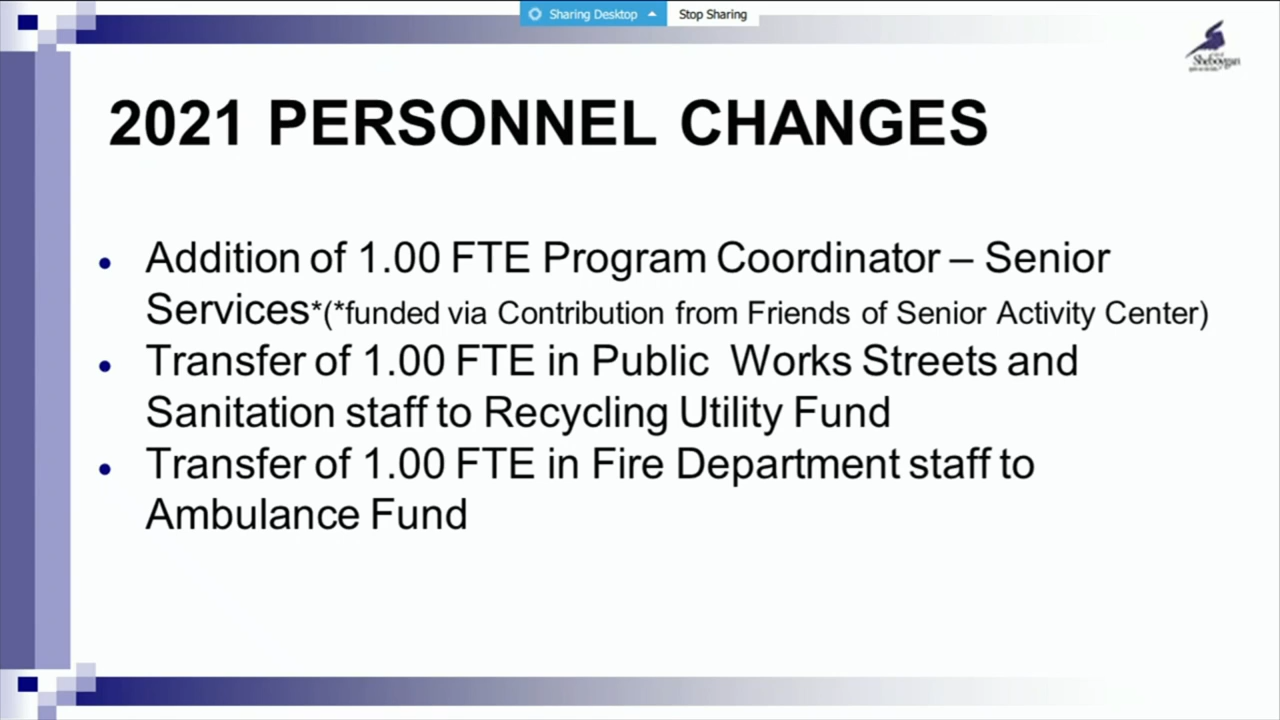 Sharing Desktop Stop Sharing
Sheboygan
2021 PERSONNEL CHANGES
• Addition of 1.00 FTE Program Coordinator – Senior
Services*(*funded via Contribution from Friends of Senior Activity Center)
• Transfer of 1.00 FTE in Public Works Streets and
Sanitation staff to Recycling Utility Fund
• Transfer of 1.00 FTE in Fire Department staff to
Ambulance Fund